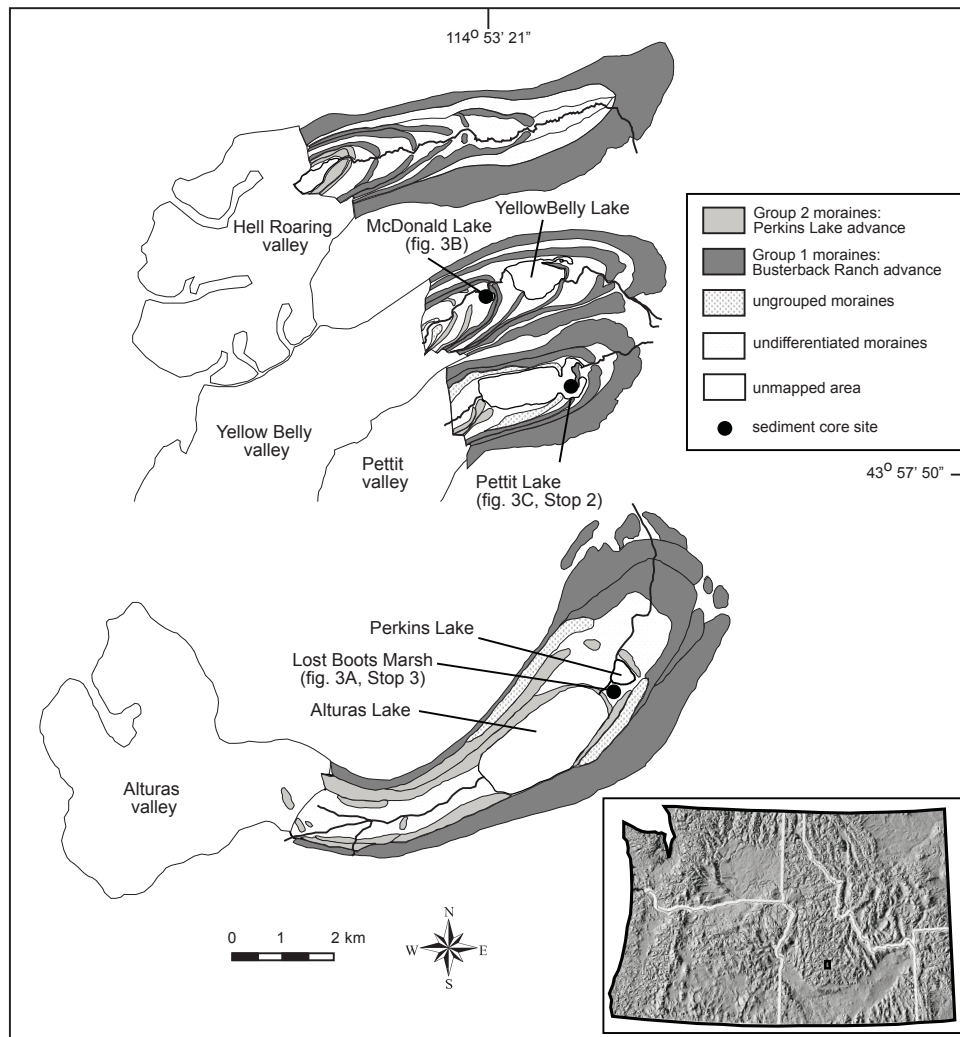 114° 53' 21"
YellowBelly Lake
McDonald Lake
(fig. 3B)
Hell Roaring
valley
Group 2 moraines:
Perkins Lake advance
Group 1 moraines:
Busterback Ranch advance
ungrouped moraines
undifferentiated moraines
unmapped area
sediment core site
Yellow Belly
valley
Pettit
valley
Pettit Lake
(fig. 3C, Stop 2)
43° 57' 50"
Perkins Lake
Lost Boots Marsh
(fig. 3A, Stop 3)
Alturas Lake
Alturas
valley
0 1 2 km
N
W E
S